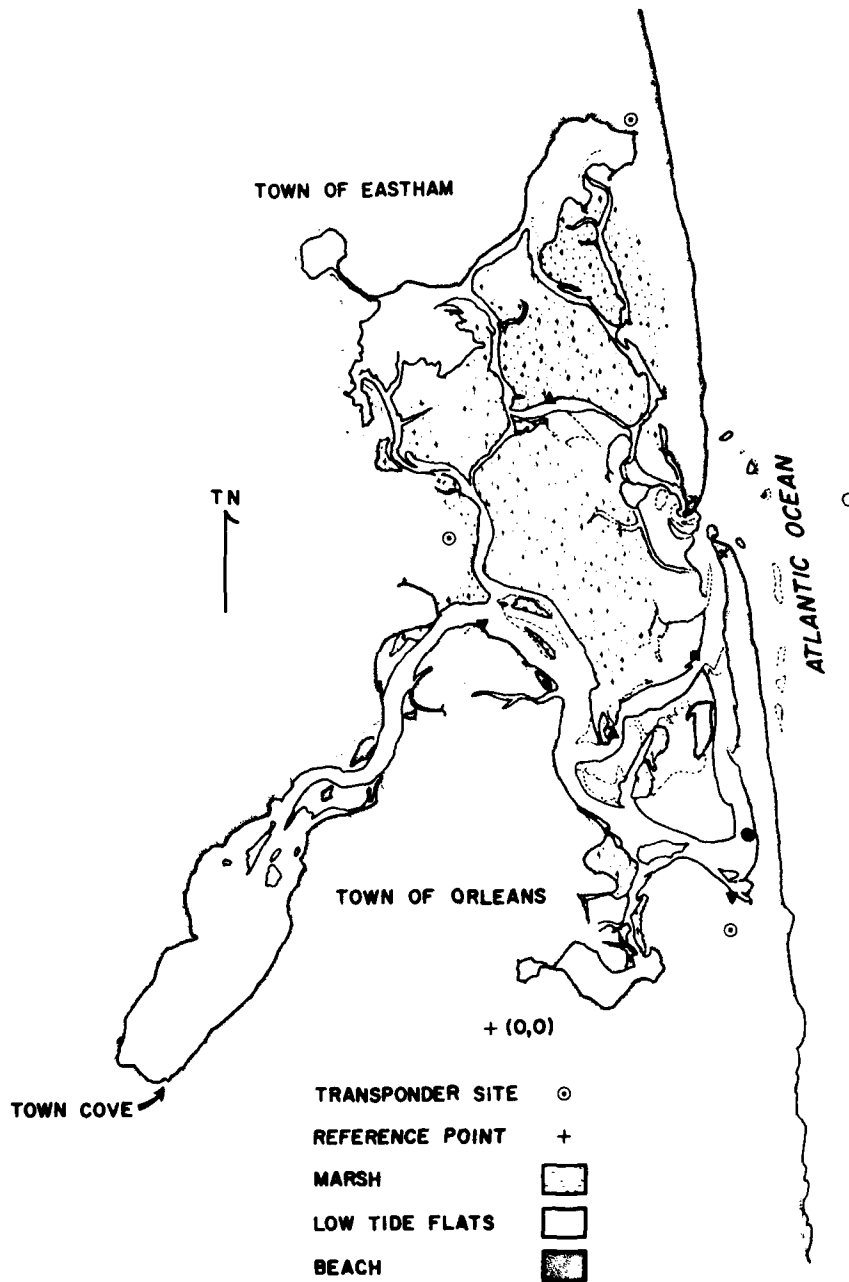 TOWN OF EASTHAM
TN
ATLANTIC OCEAN
TOWN OF ORLEANS
+ (0,0)
TOWN COVE
TRANSPONDER SITE
REFERENCE POINT +
MARSH
LOW TIDE FLATS
BEACH